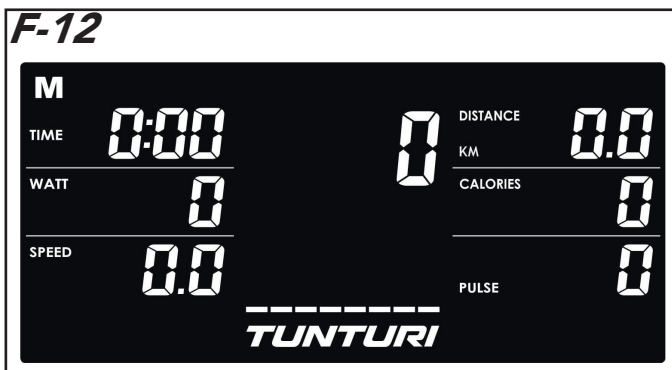 F-12
M
TIME 0:00
0
DISTANCE KM 0.0
WATT 0
CALORIES 0
SPEED 0.0
PULSE 0
TUNTURI